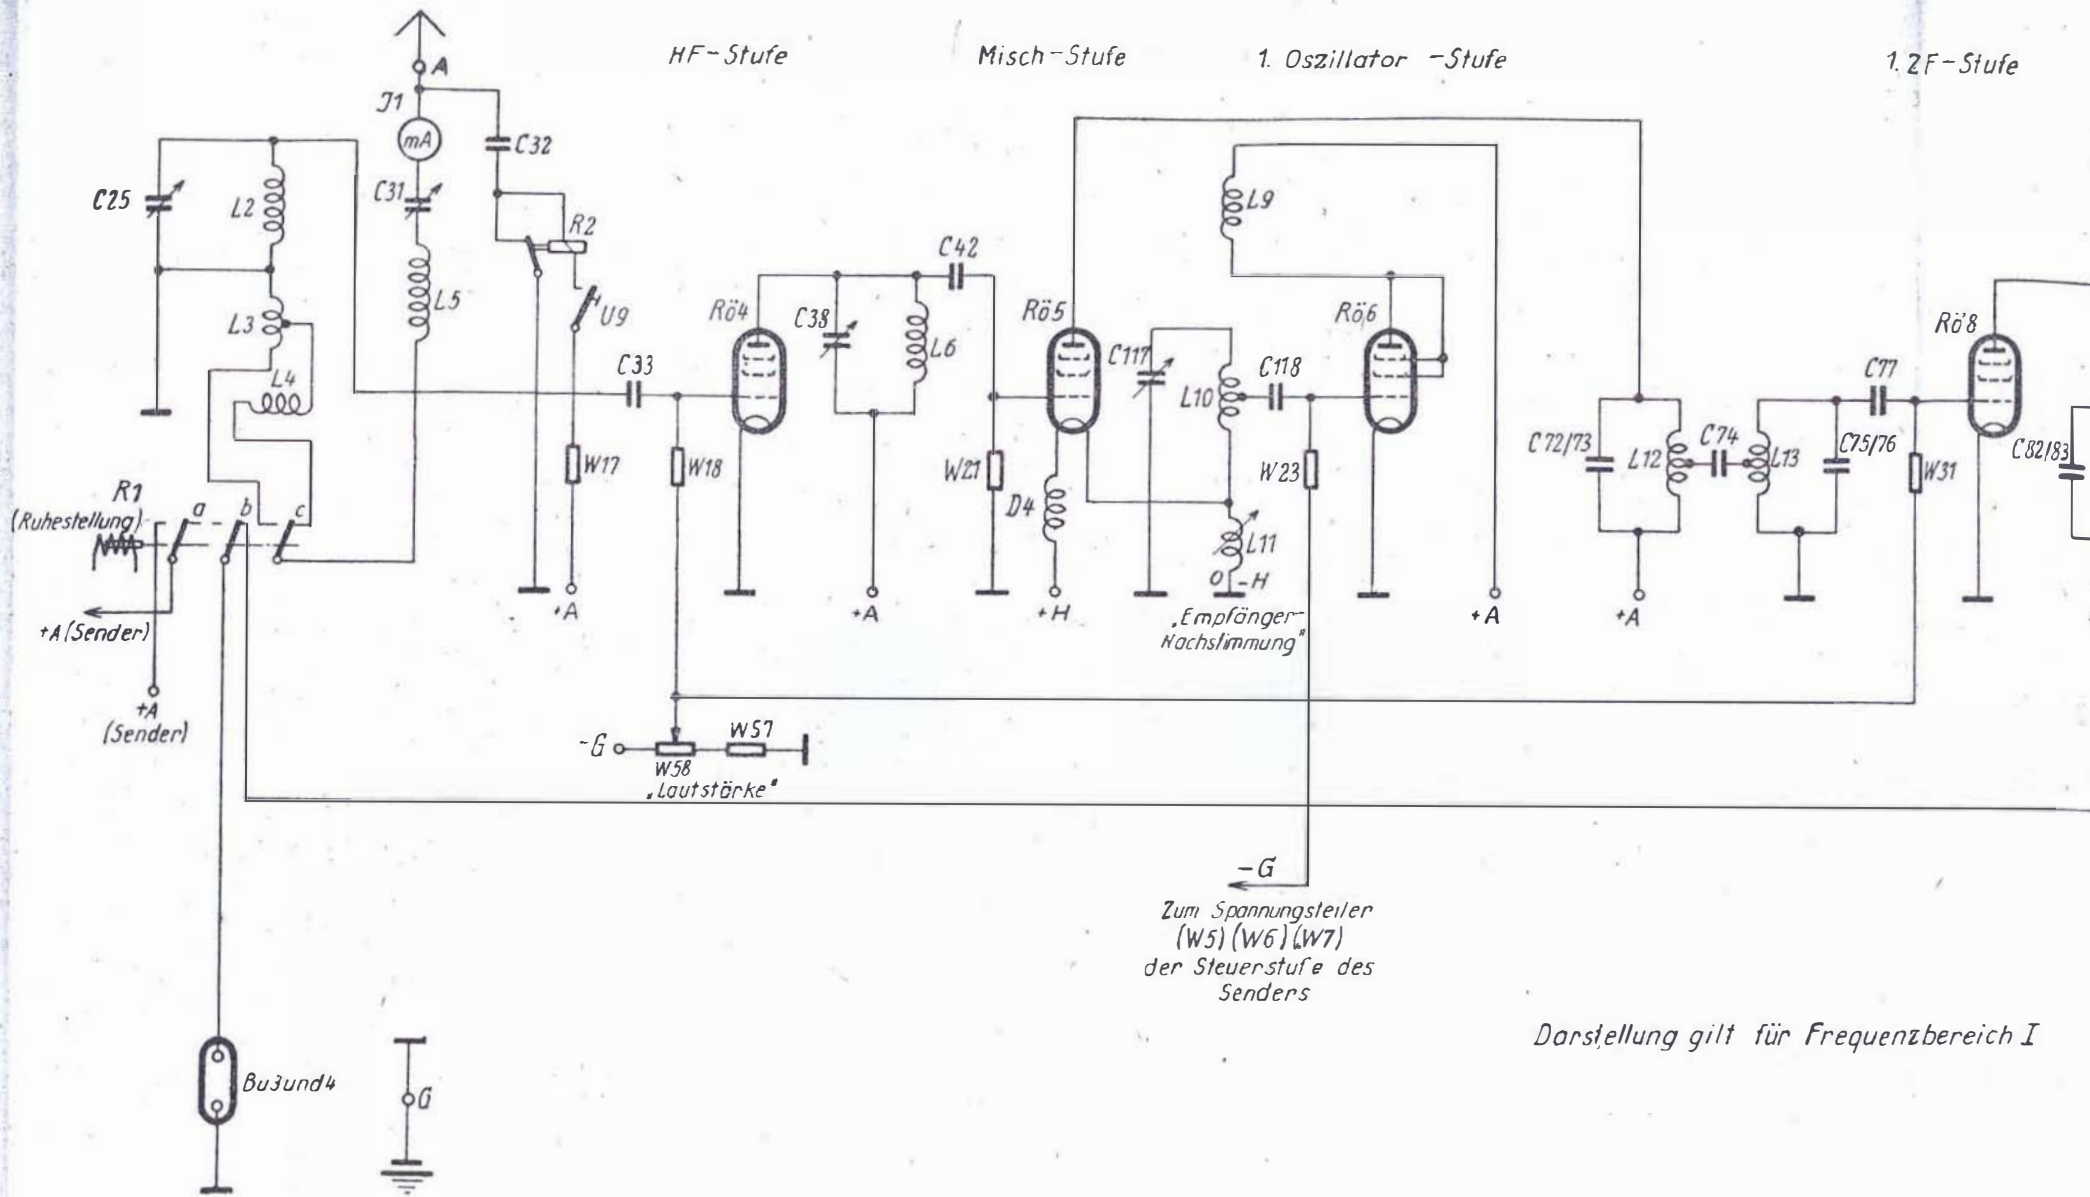 HF-Stufe
Misch-Stufe
1. Oszillator -Stufe
1. ZF-Stufe
A
J1
mA
C32
C25
L2
C31
R2
L9
C42
L5
U9
L3
Rö4
C38
L6
Rö5
C117
Rö6
Rö8
L4
C33
L10
C118
C77
R1
(Ruhestellung)
a
b
c
W17
W18
W21
D4
W23
C72/73
L12
C74
L13
C75/76
W31
C82/83
L11
0 -H
+A (Sender)
+A
+A
+H
„Empfänger-
Nachstimmung"
+A
+A
+A
(Sender)
-G
W57
W58
„Lautstärke"
-G
Zum Spannungsteiler
(W5) (W6) (W7)
der Steuerstufe des
Senders
Darstellung gilt für Frequenzbereich I
Bu3und4
G